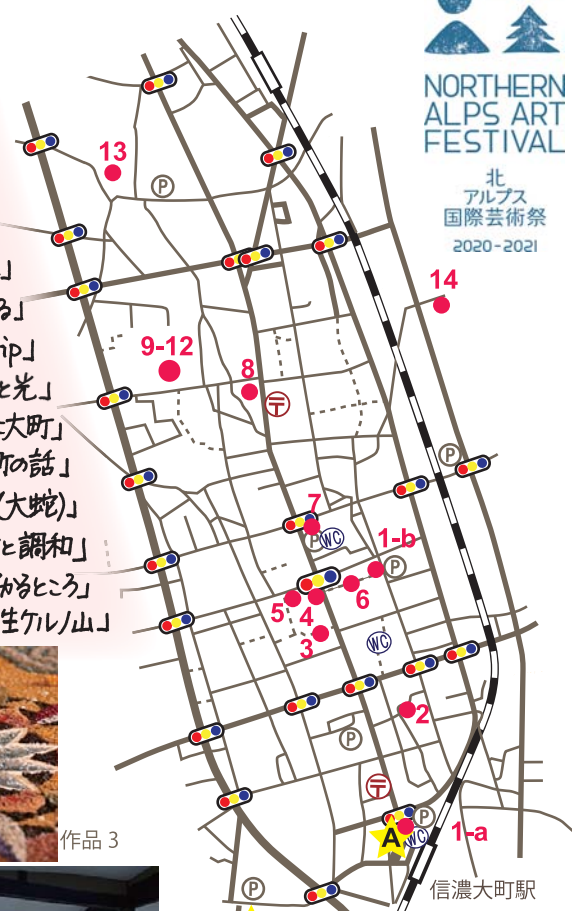 NORTHERN
ALPS ART
FESTIVAL
北
アルプス
国際芸術祭
2020-2021
13
P
14
る」
ip」
と光」
大町」
町の話」
(大蛇)」
と調和」
かるところ」
生ケルノ山」
9-12
8
〒
P
7
P
WC
1-b
P
5
4
6
3
WC
2
P
〒
P
A
WC
1-a
P
作品 3
信濃大町駅